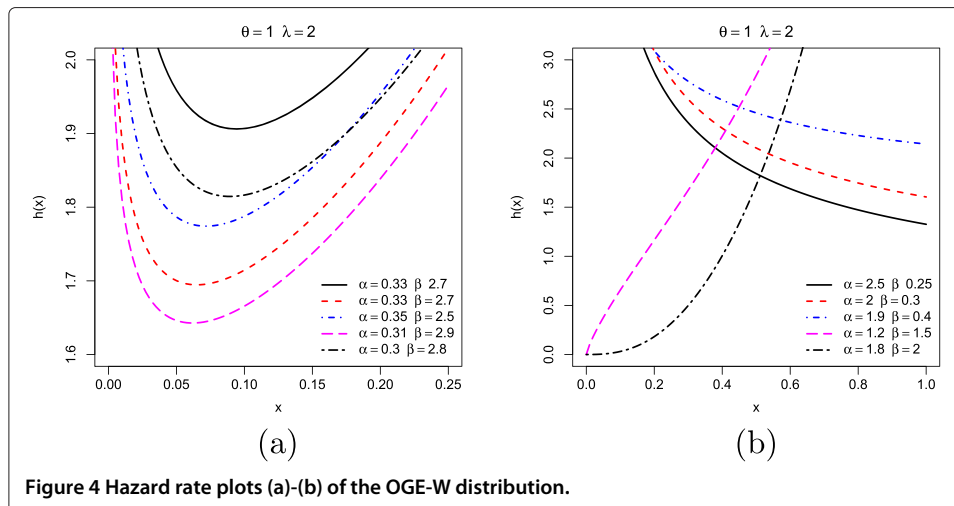 θ = 1 λ = 2
h(x)
2.0
1.9
1.8
1.7
1.6
α = 0.33 β 2.7
α = 0.33 β = 2.7
α = 0.35 β = 2.5
α = 0.31 β = 2.9
α = 0.3 β = 2.8
0.00 0.05 0.10 0.15 0.20 0.25
x
(a)
θ = 1 λ = 2
h(x)
3.0
2.5
2.0
1.5
1.0
0.5
0.0
α = 2.5 β 0.25
α = 2 β = 0.3
α = 1.9 β = 0.4
α = 1.2 β = 1.5
α = 1.8 β = 2
0.0 0.2 0.4 0.6 0.8 1.0
x
(b)
Figure 4 Hazard rate plots (a)-(b) of the OGE-W distribution.